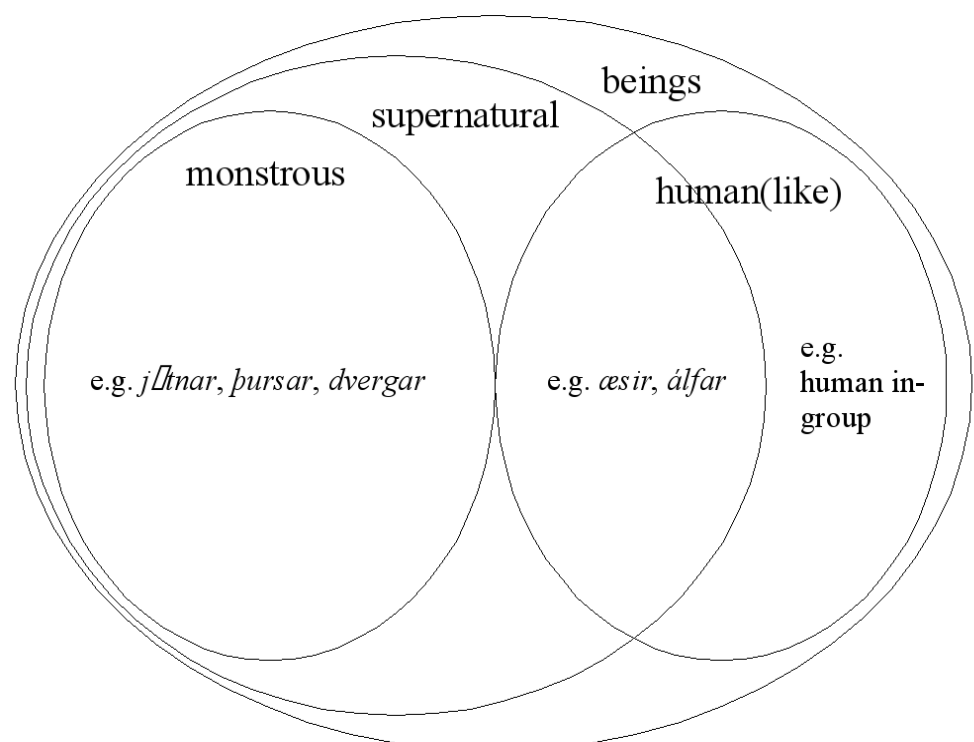 beings
supernatural
monstrous
human(like)
e.g. j▯tnar, þursar, dvergar
e.g. æsir, álfar
e.g.
human in-
group